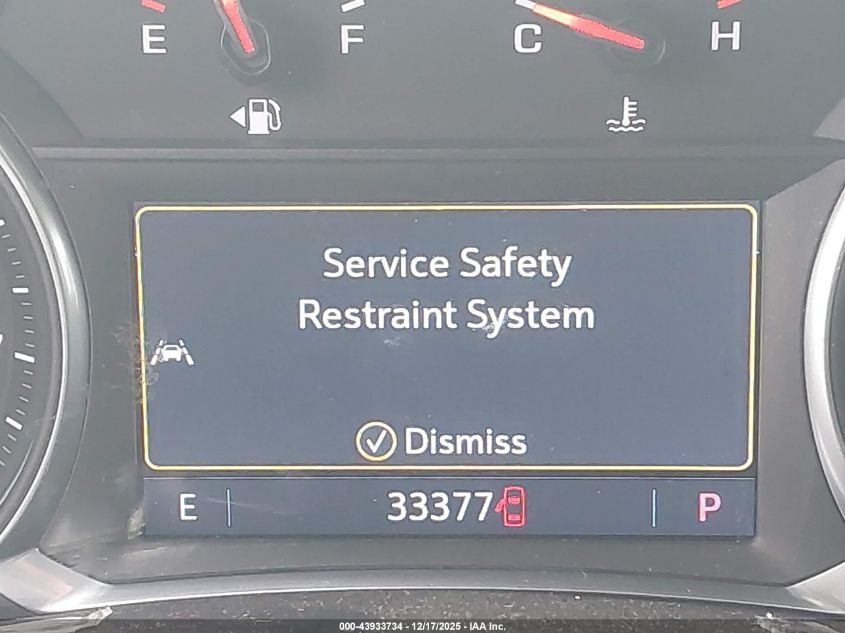 E F C H
Service Safety
Restraint System
Dismiss
E 33377 P
000-43933734 - 12/17/2025 - IAA Inc.